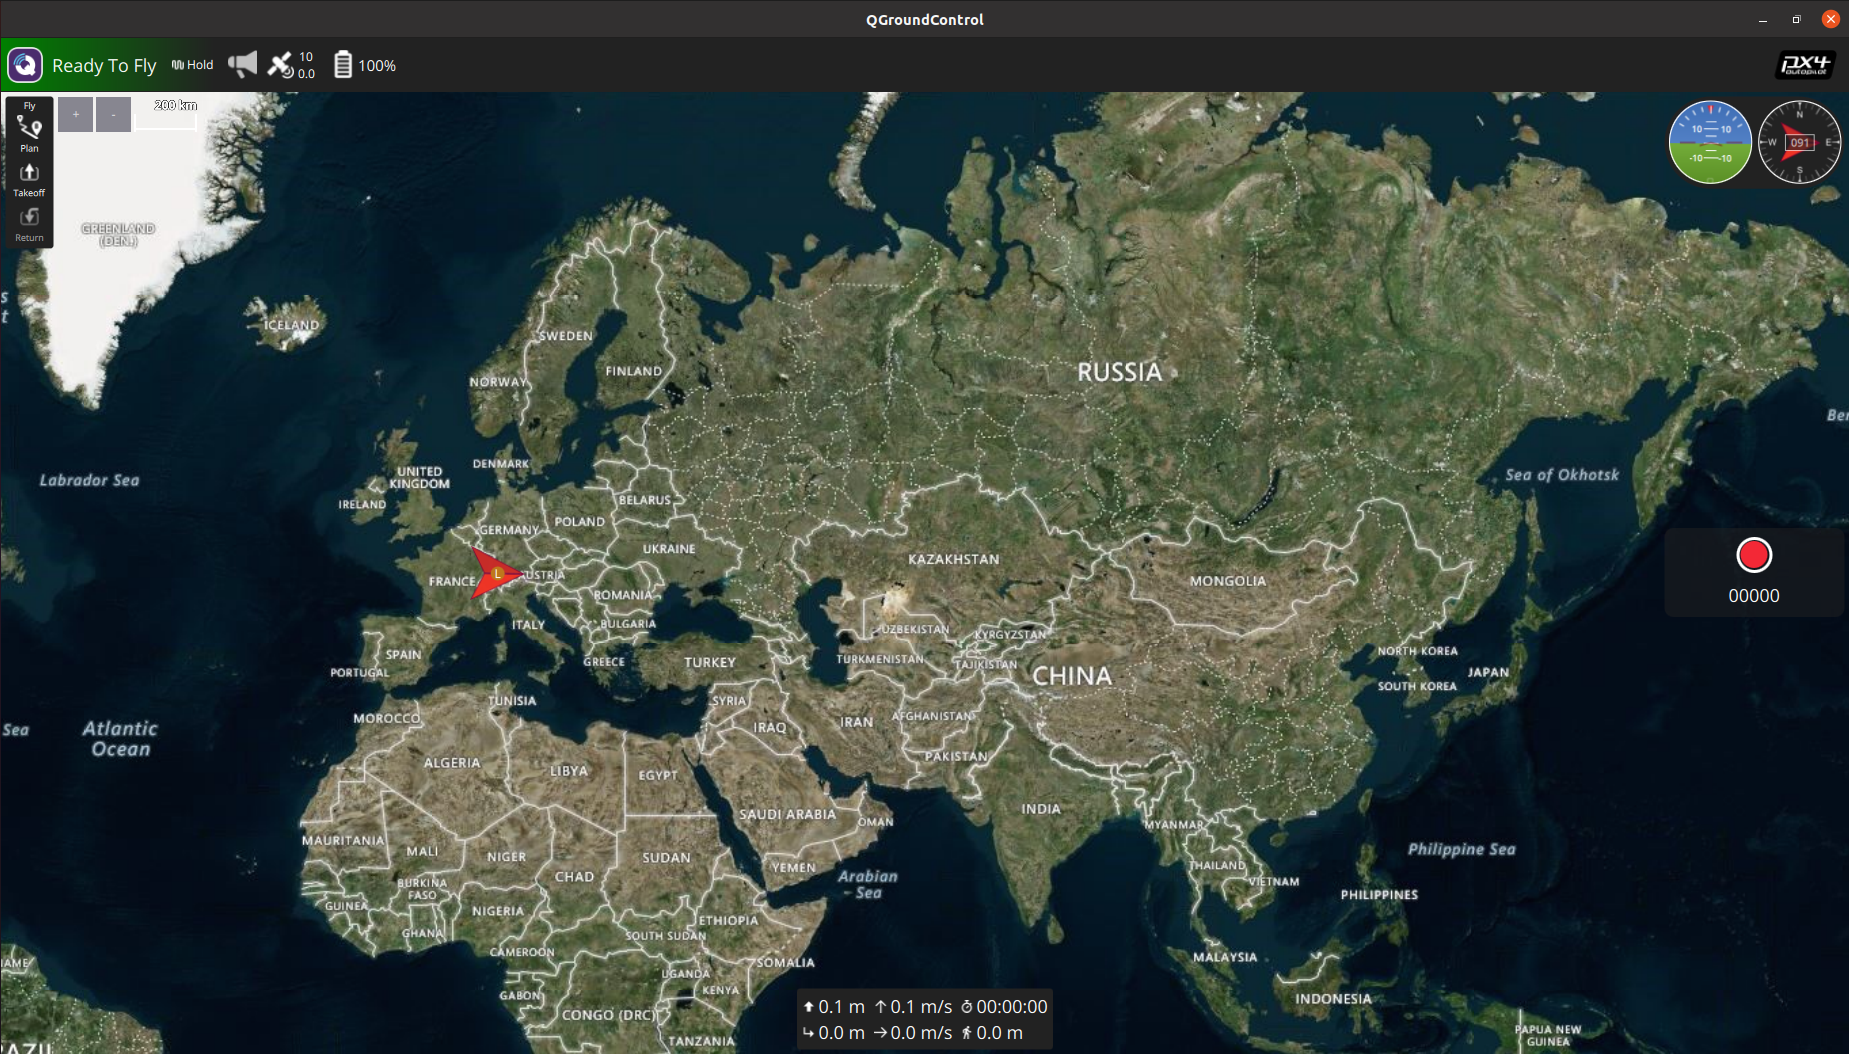 QGroundControl
Ready To Fly
Hold
10
0.0
100%
PX4
autopilot
Fly
Plan
Takeoff
Return
+
-
200 km
10 10
-10 -10
N
W 091 E
S
GREENLAND
(DEN.)
ICELAND
SWEDEN
FINLAND
NORWAY
RUSSIA
Labrador Sea
UNITED
KINGDOM
DENMARK
IRELAND
BELARUS
POLAND
GERMANY
UKRAINE
FRANCE
L
USTRIA
ROMANIA
ITALY
BULGARIA
SPAIN
PORTUGAL
GREECE
TURKEY
KAZAKHSTAN
MONGOLIA
UZBEKISTAN
KYRGYZSTAN
TURKMENISTAN
TAJIKISTAN
CHINA
Sea of Okhotsk
Ber
00000
NORTH KOREA
SOUTH KOREA
JAPAN
TUNISIA
MOROCCO
SYRIA
IRAQ
IRAN
AFGHANISTAN
PAKISTAN
Sea
Atlantic
Ocean
ALGERIA
LIBYA
EGYPT
SAUDI ARABIA
OMAN
INDIA
MYANMAR
MAURITANIA
MALI
NIGER
CHAD
SUDAN
YEMEN
Arabian
Sea
THAILAND
VIETNAM
Philippine Sea
PHILIPPINES
BURKINA
FASO
GUINEA
GHANA
NIGERIA
ETHIOPIA
SOUTH SUDAN
CAMEROON
SOMALIA
UGANDA
KENYA
GABON
CONGO (DRC)
TANZANIA
MALAYSIA
INDONESIA
PAPUA NEW
GUINEA
0.1 m 0.1 m/s 00:00:00
0.0 m 0.0 m/s 0.0 m